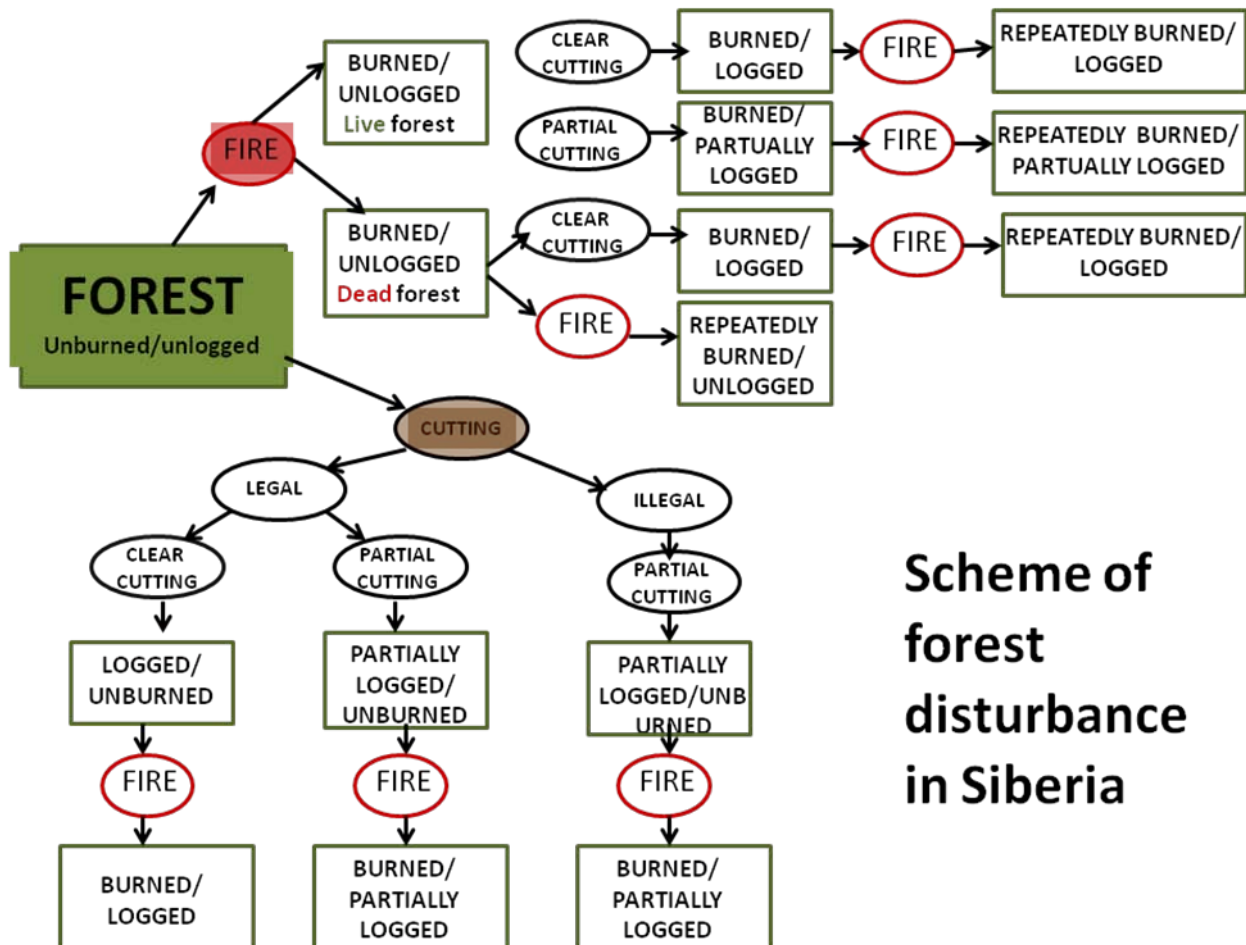 CLEAR
CUTTING
BURNED/
LOGGED
FIRE
REPEATEDLY BURNED/
LOGGED
BURNED/
UNLOGGED
Live forest
FIRE
PARTIAL
CUTTING
BURNED/
PARTUALLY
LOGGED
FIRE
REPEATEDLY BURNED/
PARTUALLY LOGGED
BURNED/
UNLOGGED
Dead forest
CLEAR
CUTTING
BURNED/
LOGGED
FIRE
REPEATEDLY BURNED/
LOGGED
FOREST
Unburned/unlogged
FIRE
REPEATEDLY
BURNED/
UNLOGGED
CUTTING
LEGAL
ILLEGAL
CLEAR
CUTTING
PARTIAL
CUTTING
PARTIAL
CUTTING
LOGGED/
UNBURNED
PARTIALLY
LOGGED/
UNBURNED
PARTIALLY
LOGGED/UNB
URNED
FIRE
FIRE
FIRE
BURNED/
LOGGED
BURNED/
PARTIALLY
LOGGED
BURNED/
PARTIALLY
LOGGED
Scheme of
forest
disturbance
in Siberia